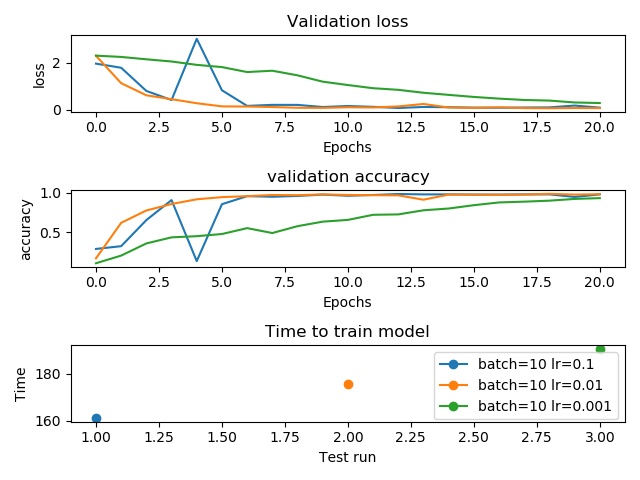 Validation loss
2
0
loss
0.0 2.5 5.0 7.5 10.0 12.5 15.0 17.5 20.0
Epochs
validation accuracy
1.0
0.5
accuracy
0.0 2.5 5.0 7.5 10.0 12.5 15.0 17.5 20.0
Epochs
Time to train model
180
160
Time
batch=10 lr=0.1
batch=10 lr=0.01
batch=10 lr=0.001
1.00 1.25 1.50 1.75 2.00 2.25 2.50 2.75 3.00
Test run